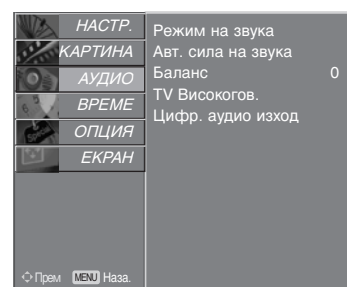 НАСТР.
КАРТИНА
АУДИО
ВРЕМЕ
ОПЦИЯ
ЕКРАН
Режим на звука
Авт. сила на звука
Баланс 0
TV Високогов.
Цифр. аудио изход
Прем MENU Наза.